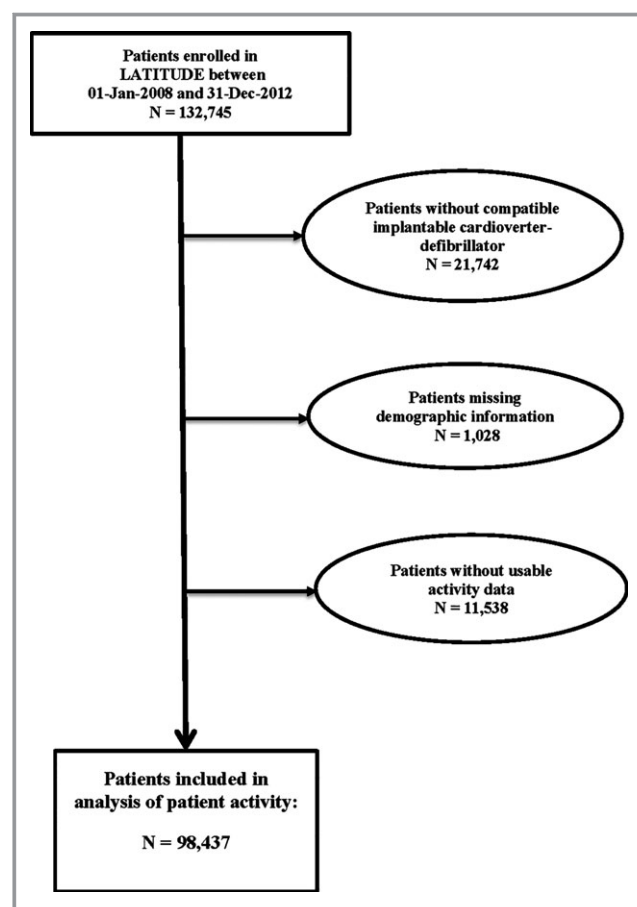 Patients enrolled in
LATITUDE between
01-Jan-2008 and 31-Dec-2012
N = 132,745
Patients without compatible
implantable cardioverter-
defibrillator
N = 21,742
Patients missing
demographic information
N = 1,028
Patients without usable
activity data
N = 11,538
Patients included in
analysis of patient activity:
N = 98,437